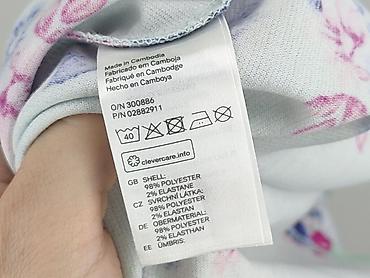 Made in Cambodia
Fabricado em Camboja
Fabriqué en Cambodge
Hecho en Camboya
O/N 300886
P/N 02882911
40
clevercare.info
GB SHELL:
98% POLYESTER
2% ELASTANE
CZ SVRCHNÍ LÁTKA:
98% POLYESTER
2% ELASTAN
DE OBERMATERIAL:
98% POLYESTER
2% ELASTHAN
EE ÜMBRIS: